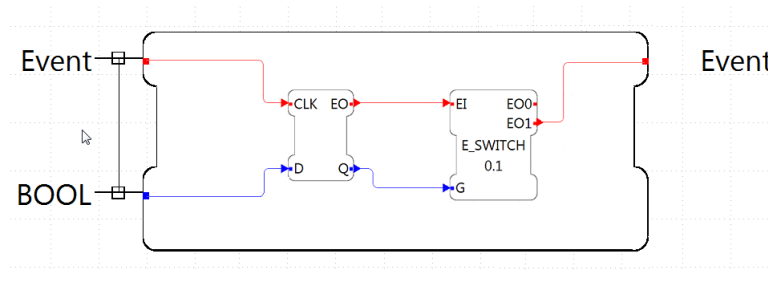 Event
Event
CLK EO
EI EO0
EO1
E_SWITCH
0.1
D Q
G
BOOL